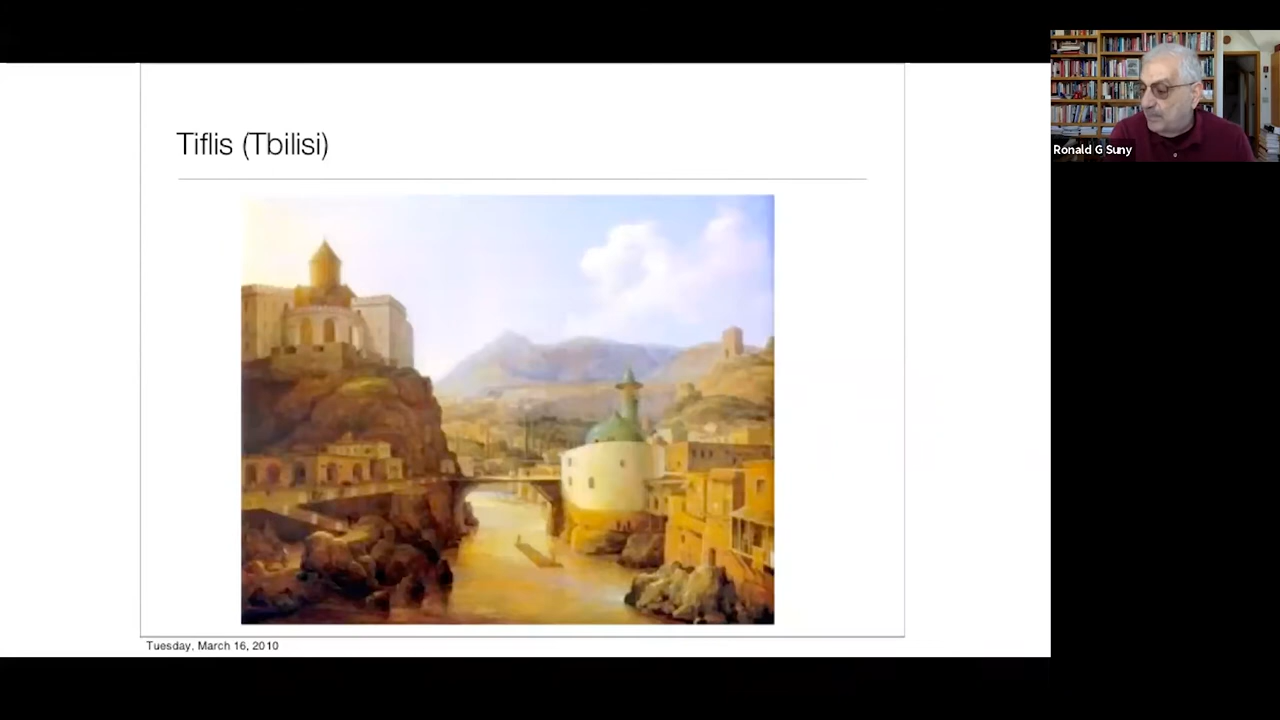 Tiflis (Tbilisi)
Tuesday, March 16, 2010
Ronald G Suny